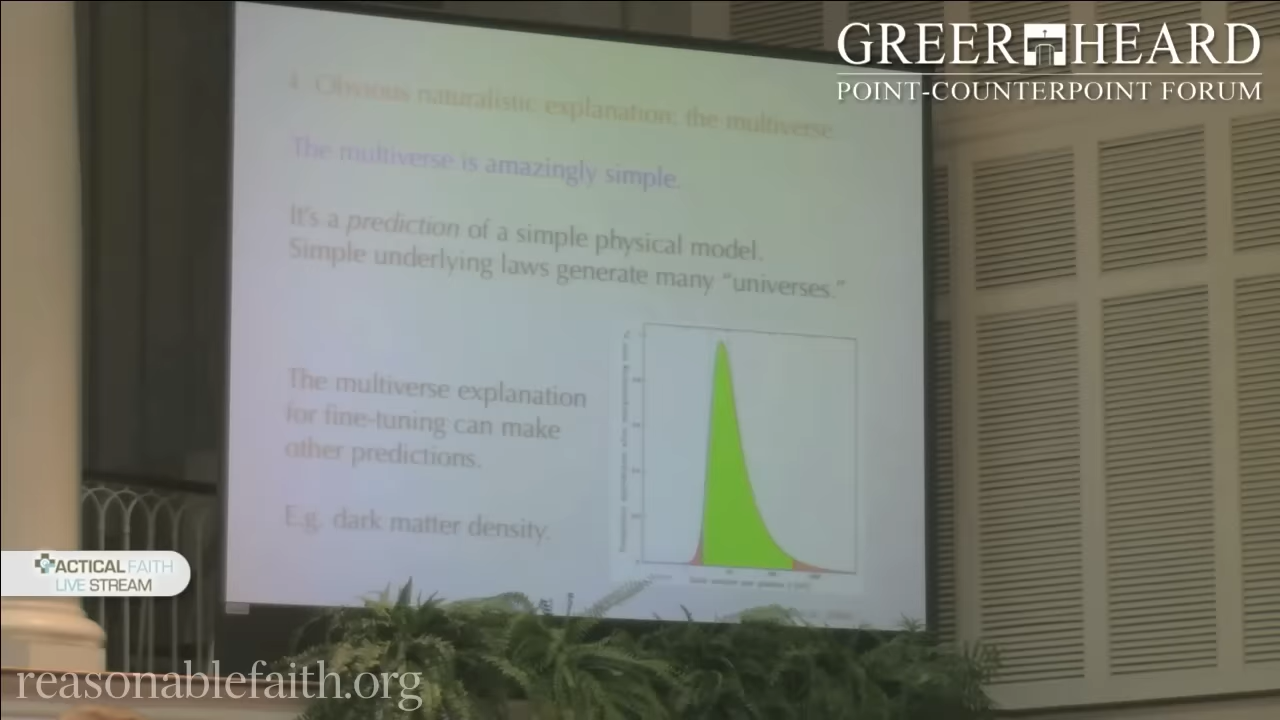 GREER HEARD
POINT-COUNTERPOINT FORUM
4. Obvious naturalistic explanation: the multiverse
The multiverse is amazingly simple.
It's a prediction of a simple physical model.
Simple underlying laws generate many “universes.”
The multiverse explanation
for fine-tuning can make
other predictions.
E.g. dark matter density.
TACTICAL FAITH
LIVE STREAM
reasonablefaith.org